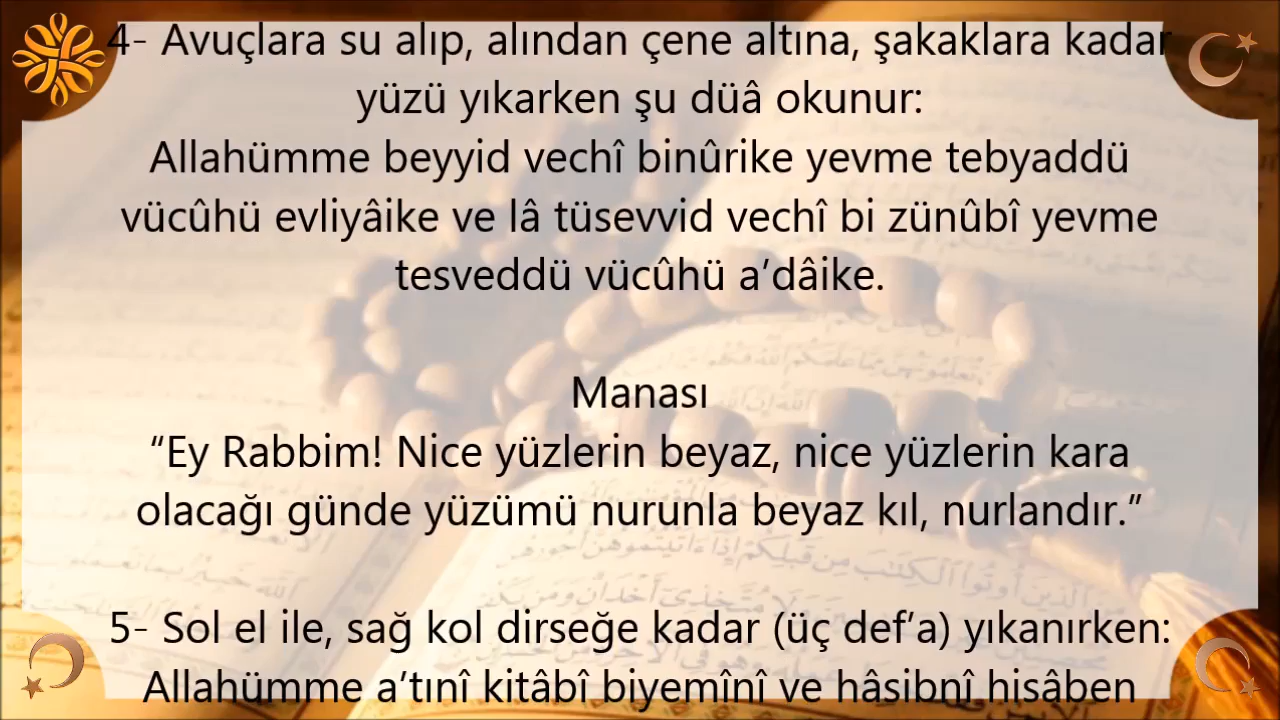 4- Avuçlara su alıp, alından çene altına, şakaklara kadar
yüzü yıkarken şu düâ okunur:
Allahümme beyyid vechî binûrike yevme tebyaddü
vücûhü evliyâike ve lâ tüsevvid vechî bi zünûbî yevme
tesveddü vücûhü a’dâike.
Manası
“Ey Rabbim! Nice yüzlerin beyaz, nice yüzlerin kara
olacağı günde yüzümü nurunla beyaz kıl, nurlandır.”
5- Sol el ile, sağ kol dirseğe kadar (üç def’a) yıkanırken:
Allahümme a’tınî kitâbî biyemînî ve hâsibnî hisâben